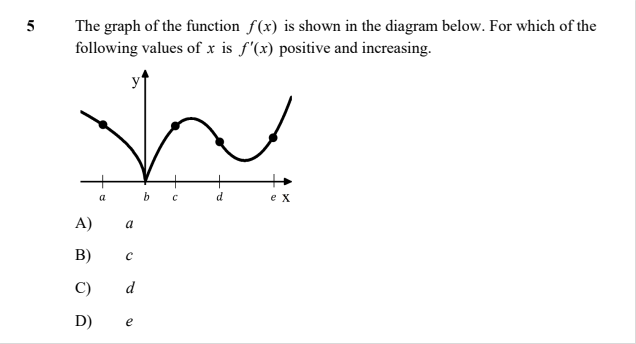 5 The graph of the function f(x) is shown in the diagram below. For which of the
following values of x is f'(x) positive and increasing.
y
a b c d e x
A) a
B) c
C) d
D) e